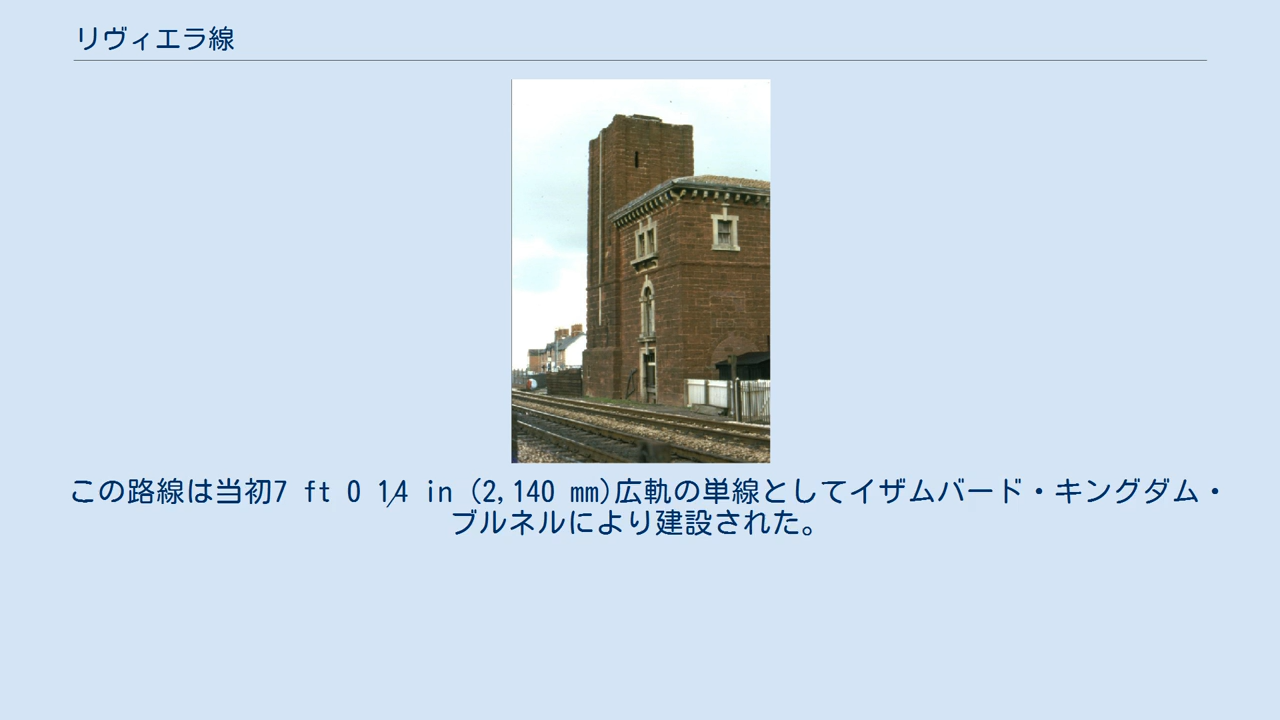 リヴィエラ線
この路線は当初7 ft 0 1⁄4 in (2,140 mm)広軌の単線としてイザムバード・キングダム・
ブルネルにより建設された。